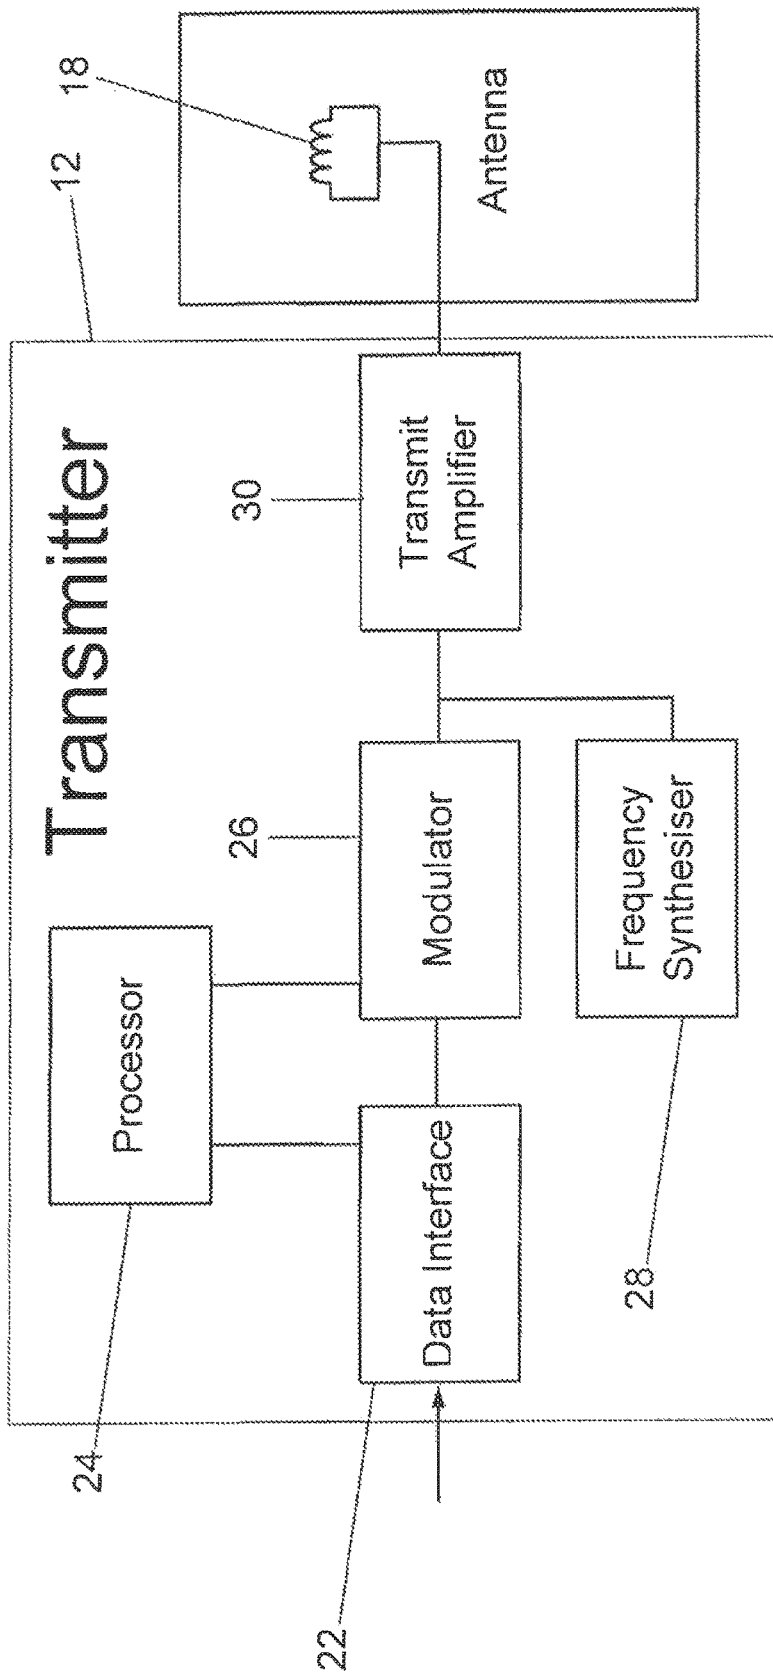 Transmitter
12
18
24
Processor
26
30
22
Data Interface
Modulator
Transmit
Amplifier
Antenna
28
Frequency
Synthesiser